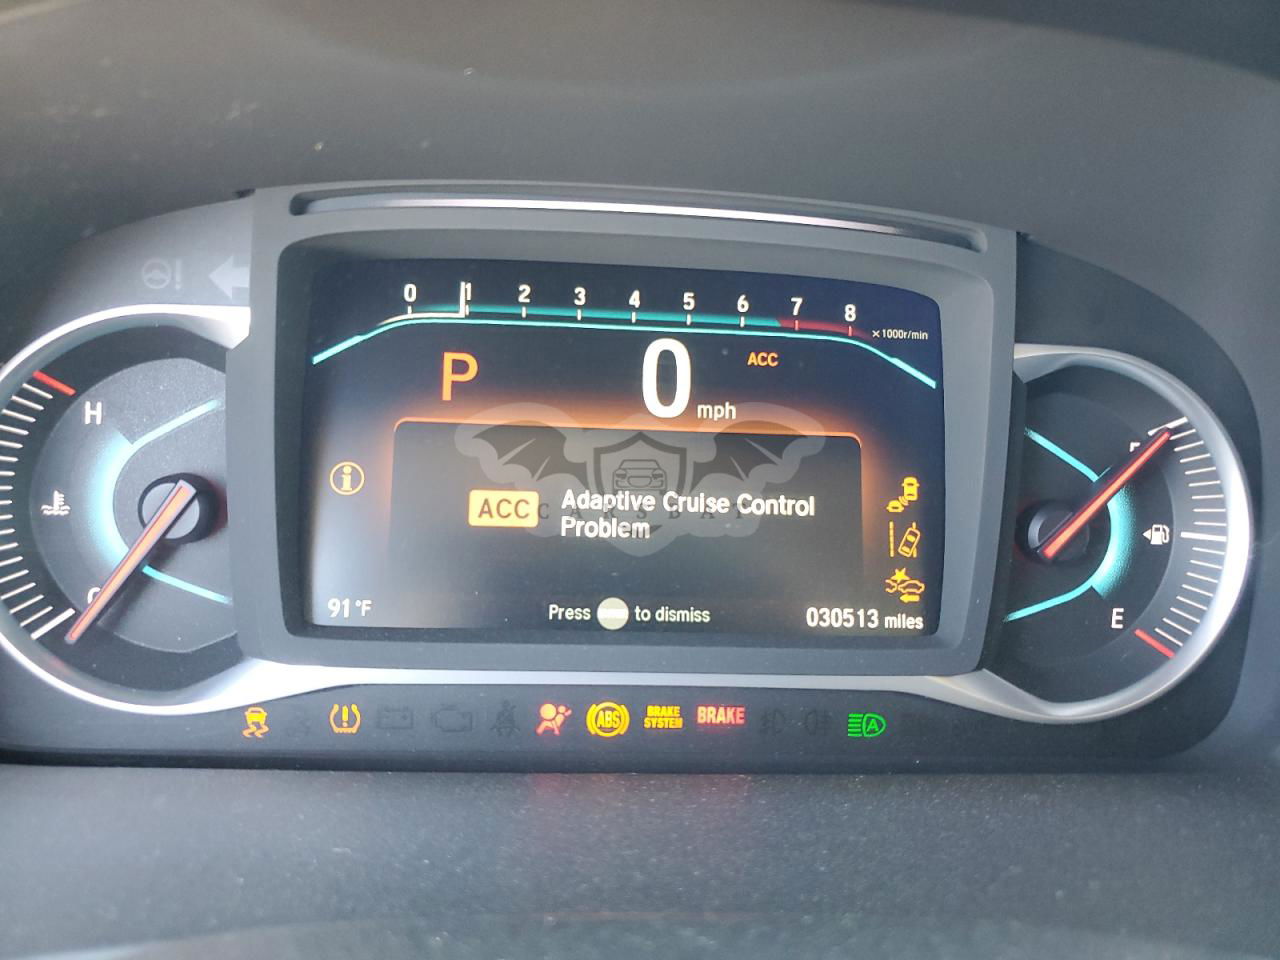 0 1 2 3 4 5 6 7 8
×1000r/min
P 0 mph ACC
H
ACC Adaptive Cruise Control
Problem
CARSBAT
C
91°F
Press to dismiss
030513 miles
E
ABS
BRAKE
SYSTEM
BRAKE
A